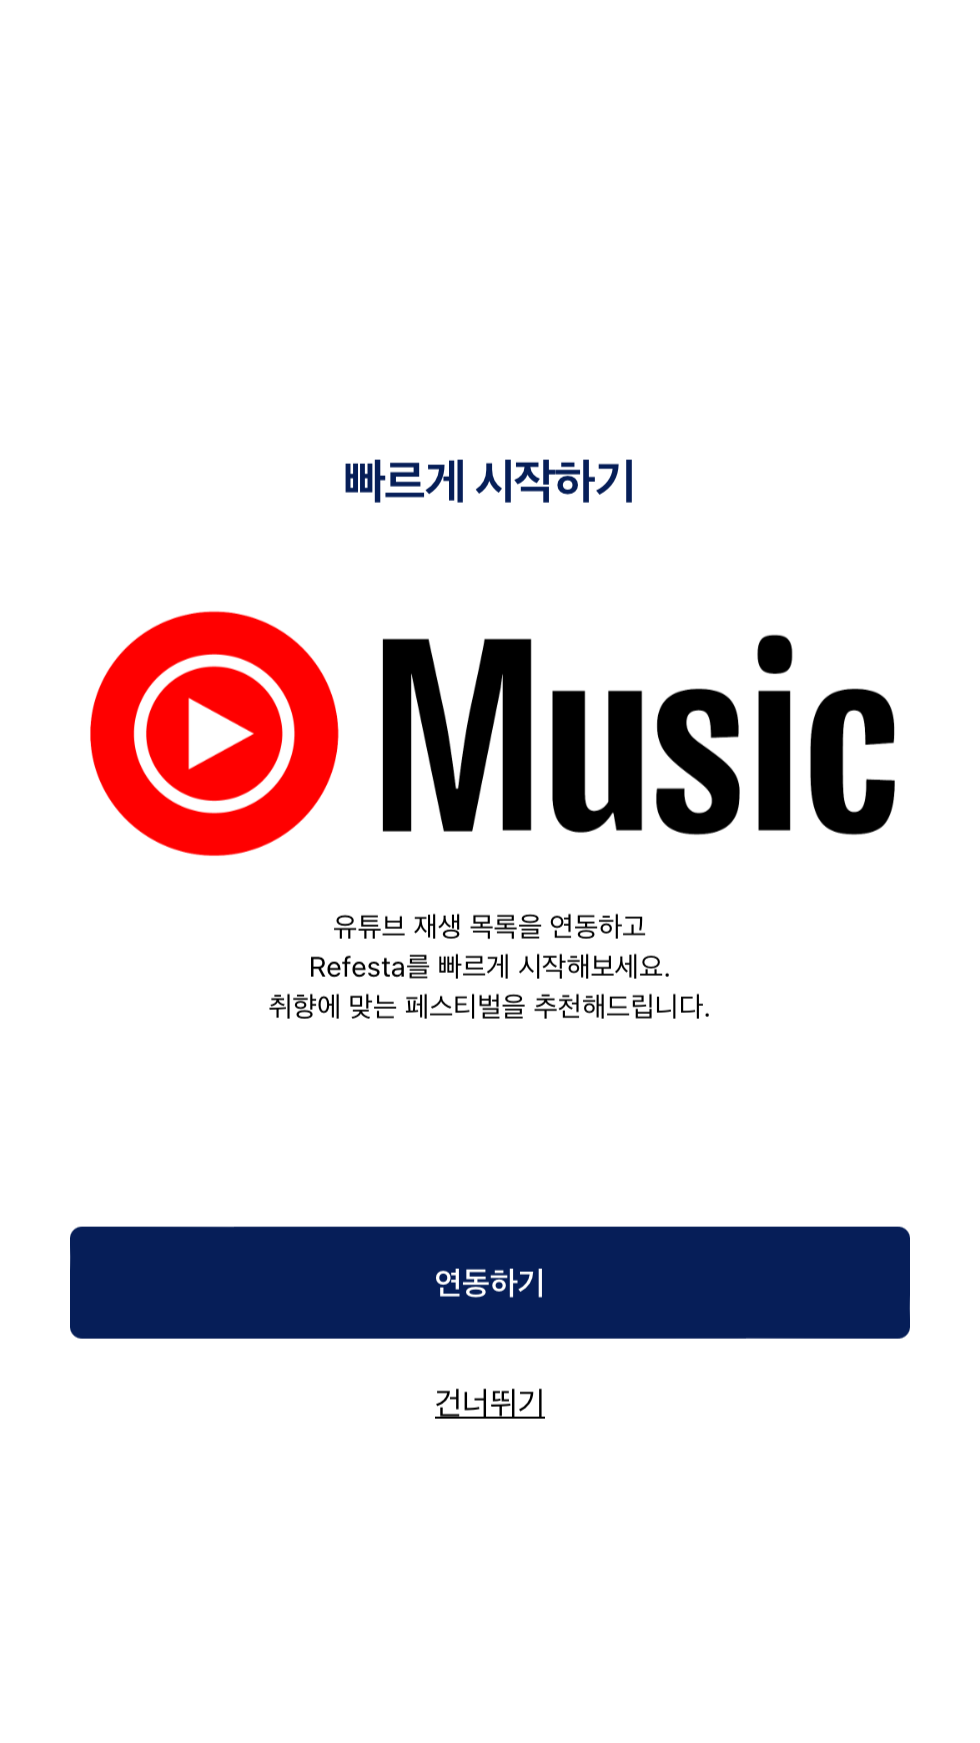 빠르게 시작하기
Music
유튜브 재생 목록을 연동하고
Refesta를 빠르게 시작해보세요.
취향에 맞는 페스티벌을 추천해드립니다.
연동하기
건너뛰기